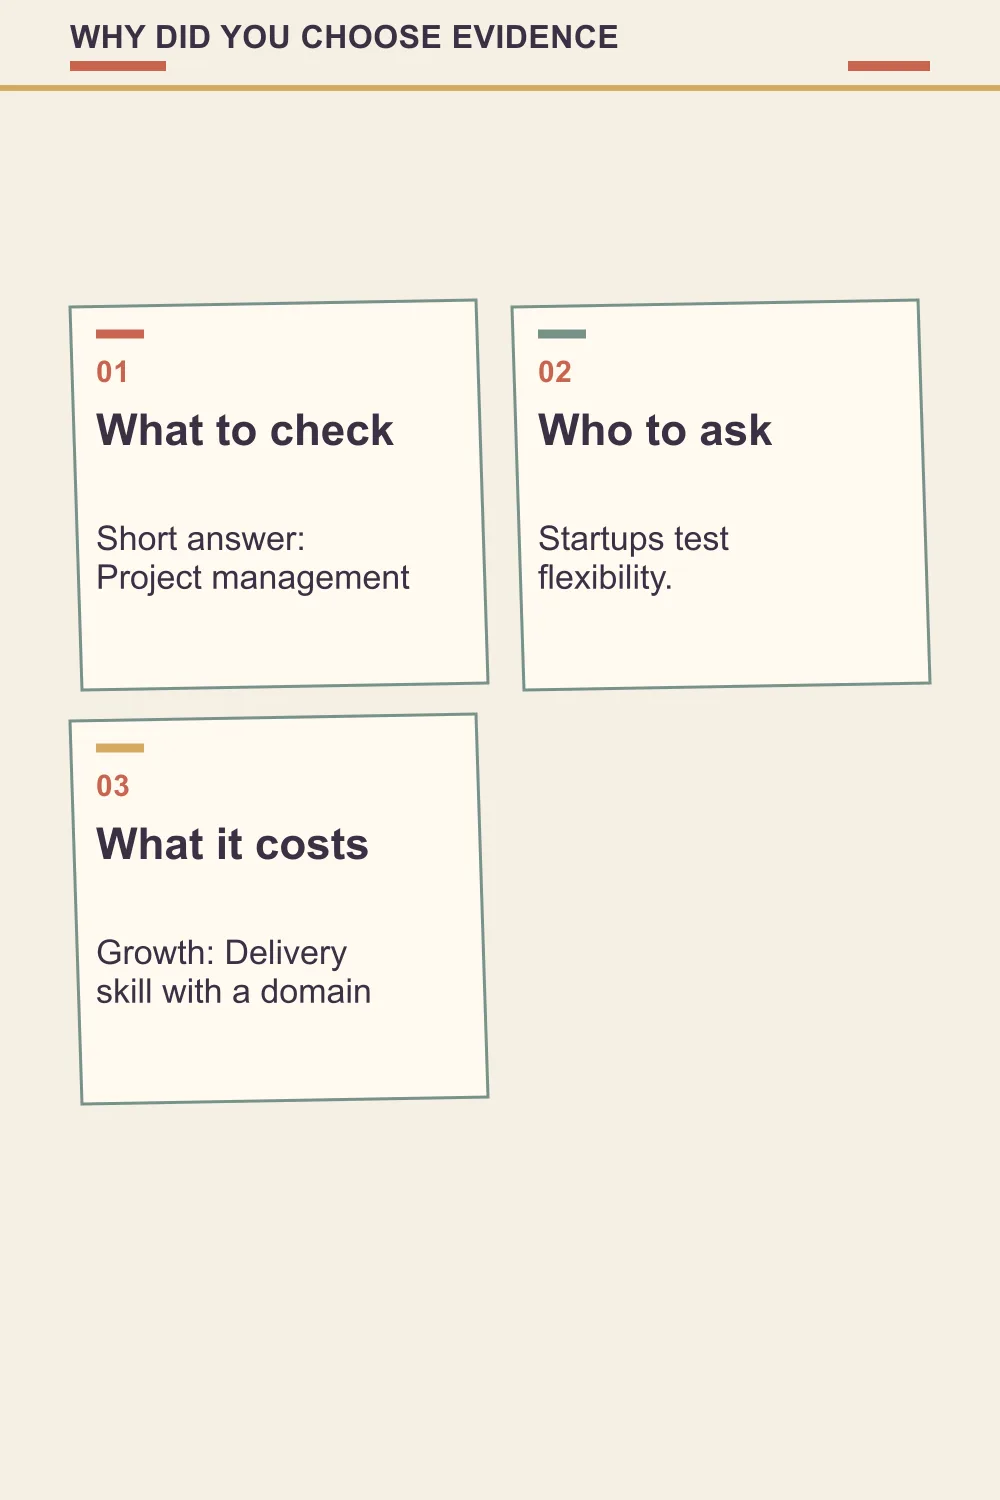 WHY DID YOU CHOOSE EVIDENCE
01
What to check
Short answer:
Project management
02
Who to ask
Startups test
flexibility.
03
What it costs
Growth: Delivery
skill with a domain